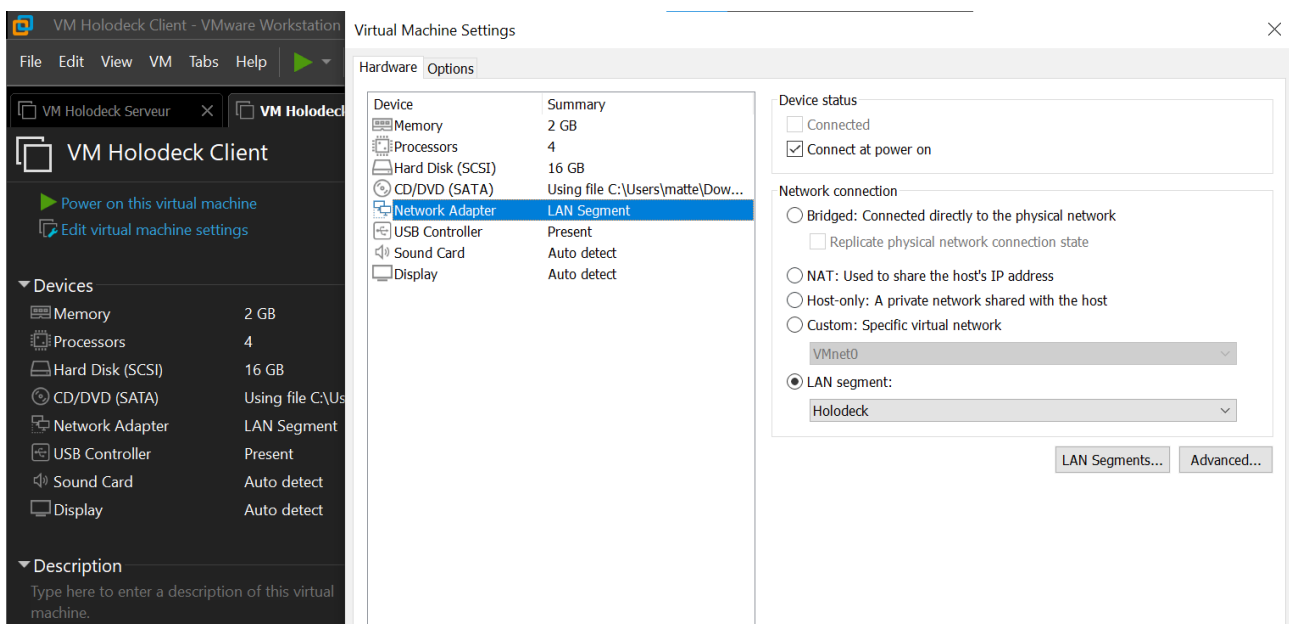 VM Holodeck Client - VMware Workstation
File Edit View VM Tabs Help
VM Holodeck Serveur VM Holodeck
VM Holodeck Client
Power on this virtual machine
Edit virtual machine settings
Devices
Memory 2 GB
Processors 4
Hard Disk (SCSI) 16 GB
CD/DVD (SATA) Using file C:\Us
Network Adapter LAN Segment
USB Controller Present
Sound Card Auto detect
Display Auto detect
Description
Type here to enter a description of this virtual
machine.
Virtual Machine Settings
Hardware Options
Device Summary
Memory 2 GB
Processors 4
Hard Disk (SCSI) 16 GB
CD/DVD (SATA) Using file C:\Users\matte\Dow...
Network Adapter LAN Segment
USB Controller Present
Sound Card Auto detect
Display Auto detect
Device status
Connected
Connect at power on
Network connection
Bridged: Connected directly to the physical network
Replicate physical network connection state
NAT: Used to share the host's IP address
Host-only: A private network shared with the host
Custom: Specific virtual network
VMnet0
LAN segment:
Holodeck
LAN Segments... Advanced...